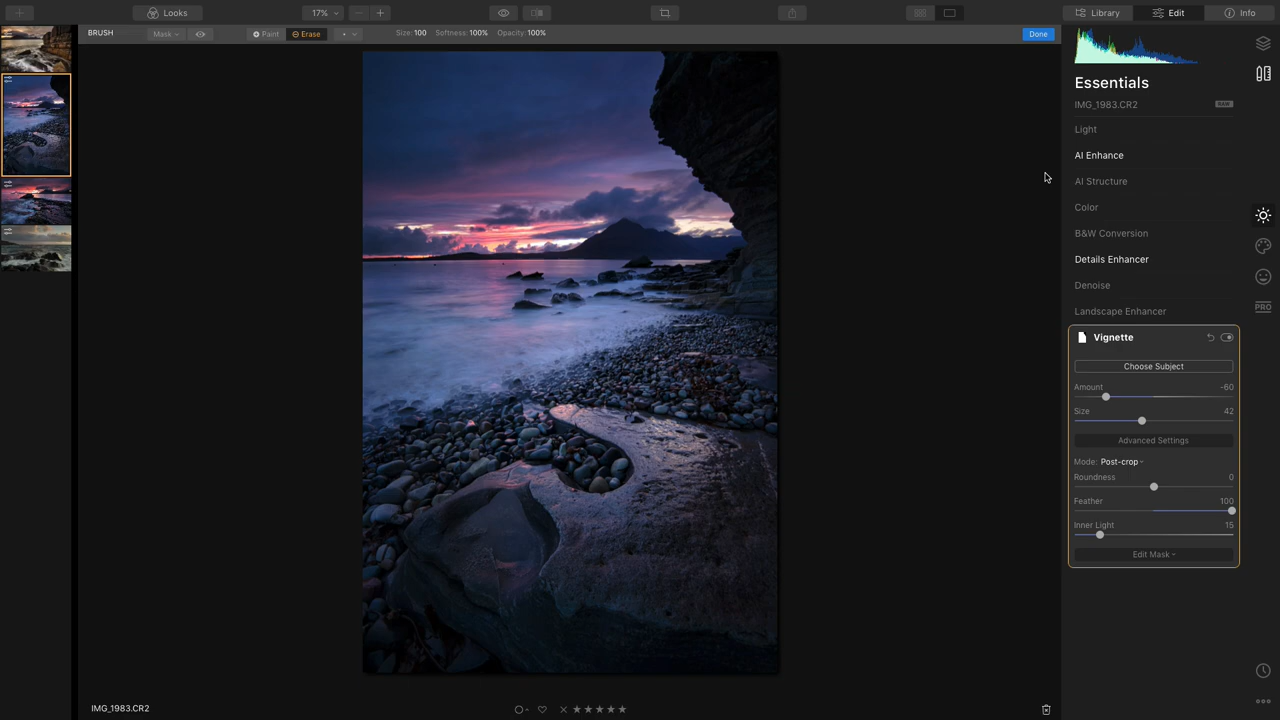 Looks
17%
Library
Edit
Info
BRUSH
Mask
Paint
Erase
Size: 100
Softness: 100%
Opacity: 100%
Done
Essentials
IMG_1983.CR2
RAW
Light
AI Enhance
AI Structure
Color
B&W Conversion
Details Enhancer
Denoise
Landscape Enhancer
PRO
Vignette
Choose Subject
Amount -60
Size 42
Advanced Settings
Mode: Post-crop
Roundness 0
Feather 100
Inner Light 15
Edit Mask
IMG_1983.CR2